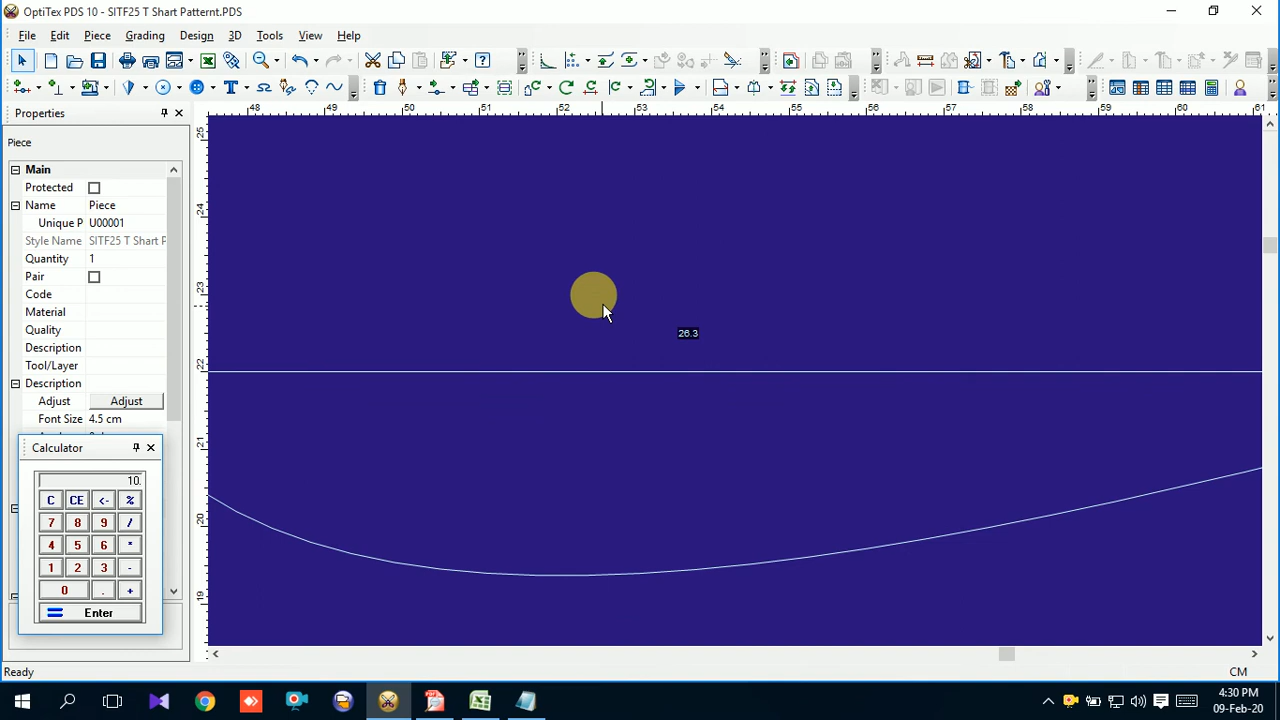 OptiTex PDS 10 - SITF25 T Shart Patternt.PDS
File Edit Piece Grading Design 3D Tools View Help
Properties
Piece
Main
Protected
Name Piece
Unique P U00001
Style Name SITF25 T Shart P
Quantity 1
Pair
Code
Material
Quality
Description
Tool/Layer
Description
Adjust Adjust
Font Size 4.5 cm
Calculator
10.
C CE <- %
7 8 9 /
4 5 6 *
1 2 3 -
0 . +
Enter
48 49 50 51 52 53 54 55 56 57 58 59 60 61
25
24
23
22
21
20
19
26.3
Ready
CM
4:30 PM
09-Feb-20